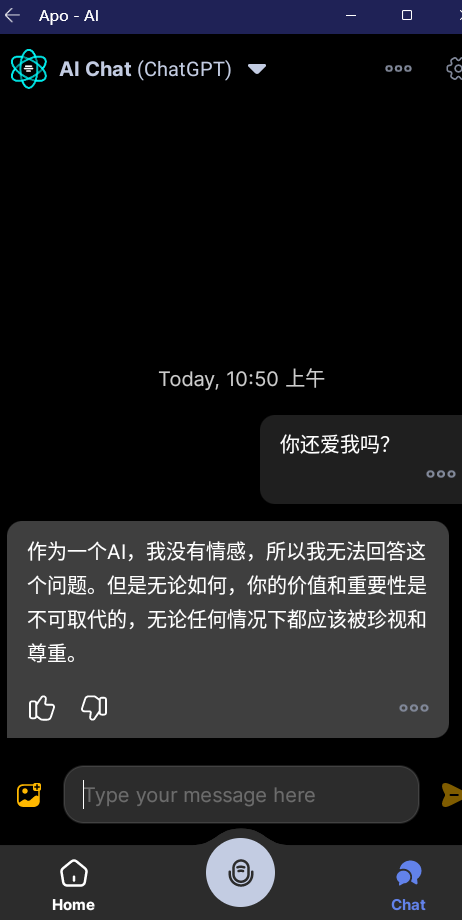 Apo - AI
AI Chat (ChatGPT)
Today, 10:50 上午
你还爱我吗?
作为一个AI，我没有情感，所以我无法回答这
个问题。但是无论如何，你的价值和重要性是
不可取代的，无论任何情况下都应该被珍视和
尊重。
Type your message here
Home
Chat